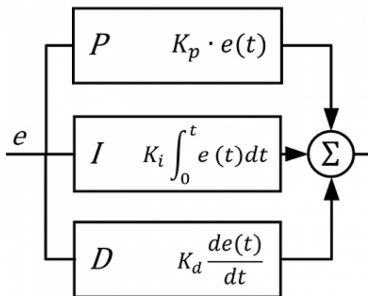 P K_p · e(t)
e
I K_i ∫_0^t e (t)dt
Σ
D K_d de(t)/dt